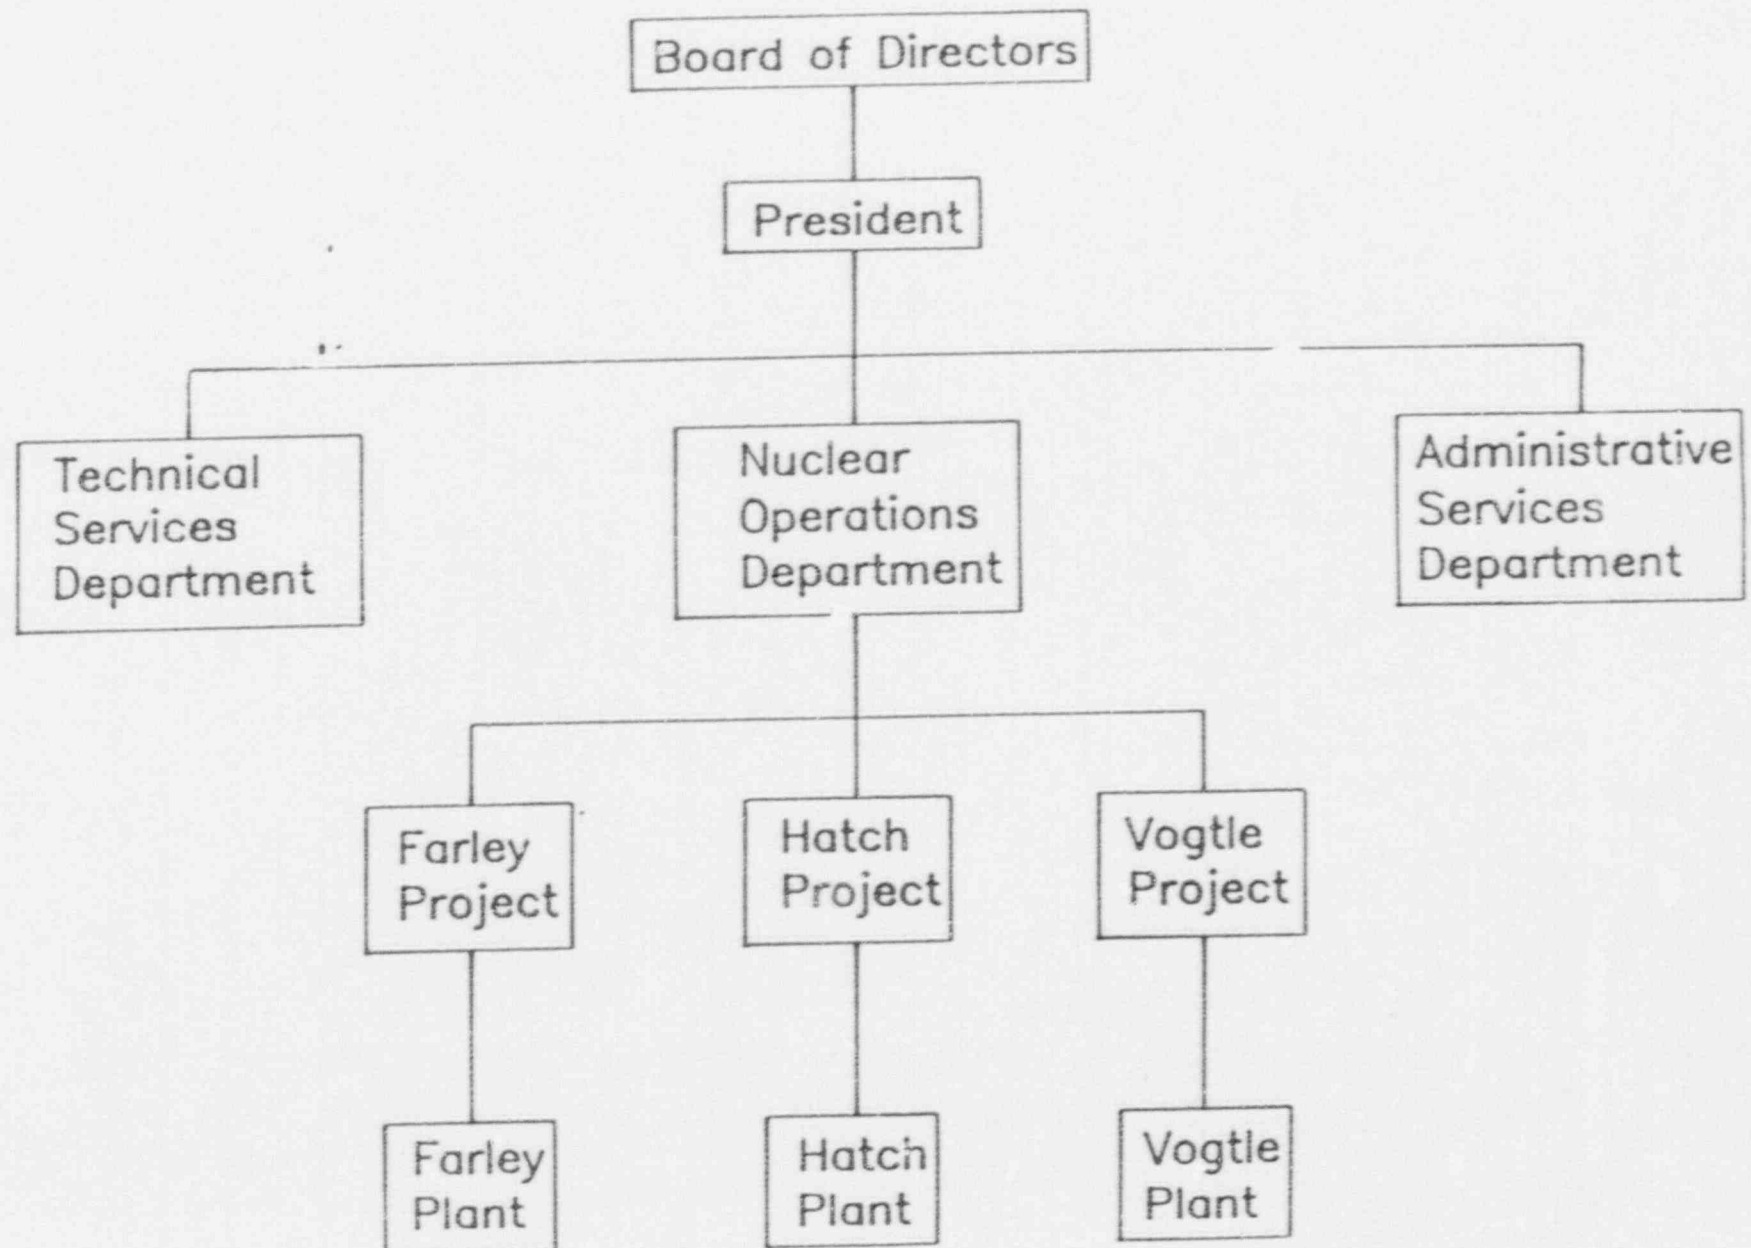 Board of Directors
President
Technical
Services
Department
Nuclear
Operations
Department
Administrative
Services
Department
Farley
Project
Hatch
Project
Vogtle
Project
Farley
Plant
Hatch
Plant
Vogtle
Plant